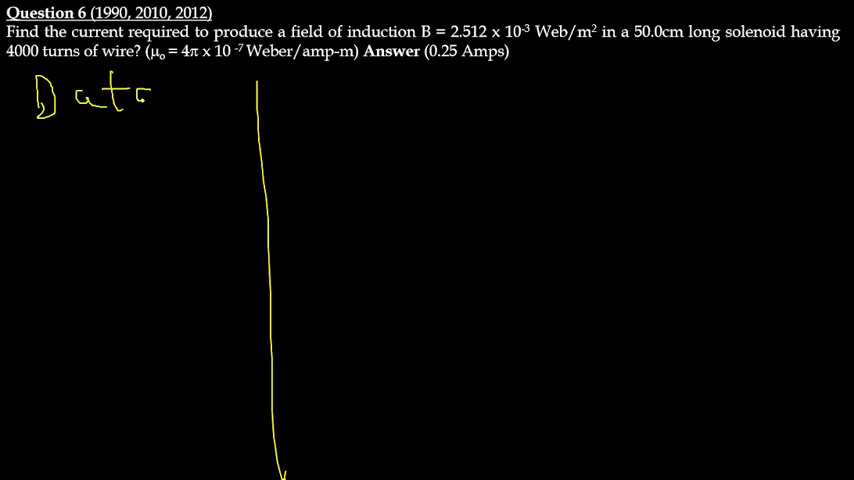 Question 6 (1990, 2010, 2012)
Find the current required to produce a field of induction B = 2.512 x 10⁻³ Web/m² in a 50.0cm long solenoid having
4000 turns of wire? (μₒ = 4π x 10 ⁻⁷ Weber/amp-m) Answer (0.25 Amps)
Data